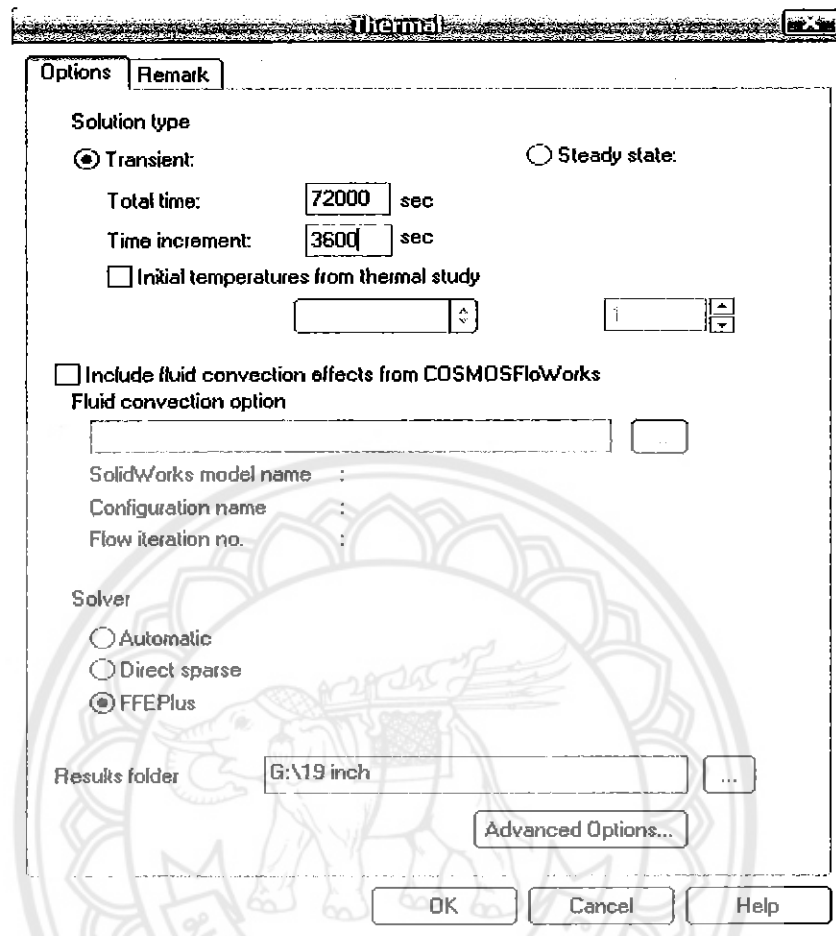 Thermal
Options Remark
Solution type
Transient: Steady state:
Total time: 72000 sec
Time increment: 3600 sec
Initial temperatures from thermal study
1
Include fluid convection effects from COSMOSFloWorks
Fluid convection option
...
SolidWorks model name :
Configuration name :
Flow iteration no. :
Solver
Automatic
Direct sparse
FFEPlus
Results folder G:\19 inch ...
Advanced Options...
OK Cancel Help